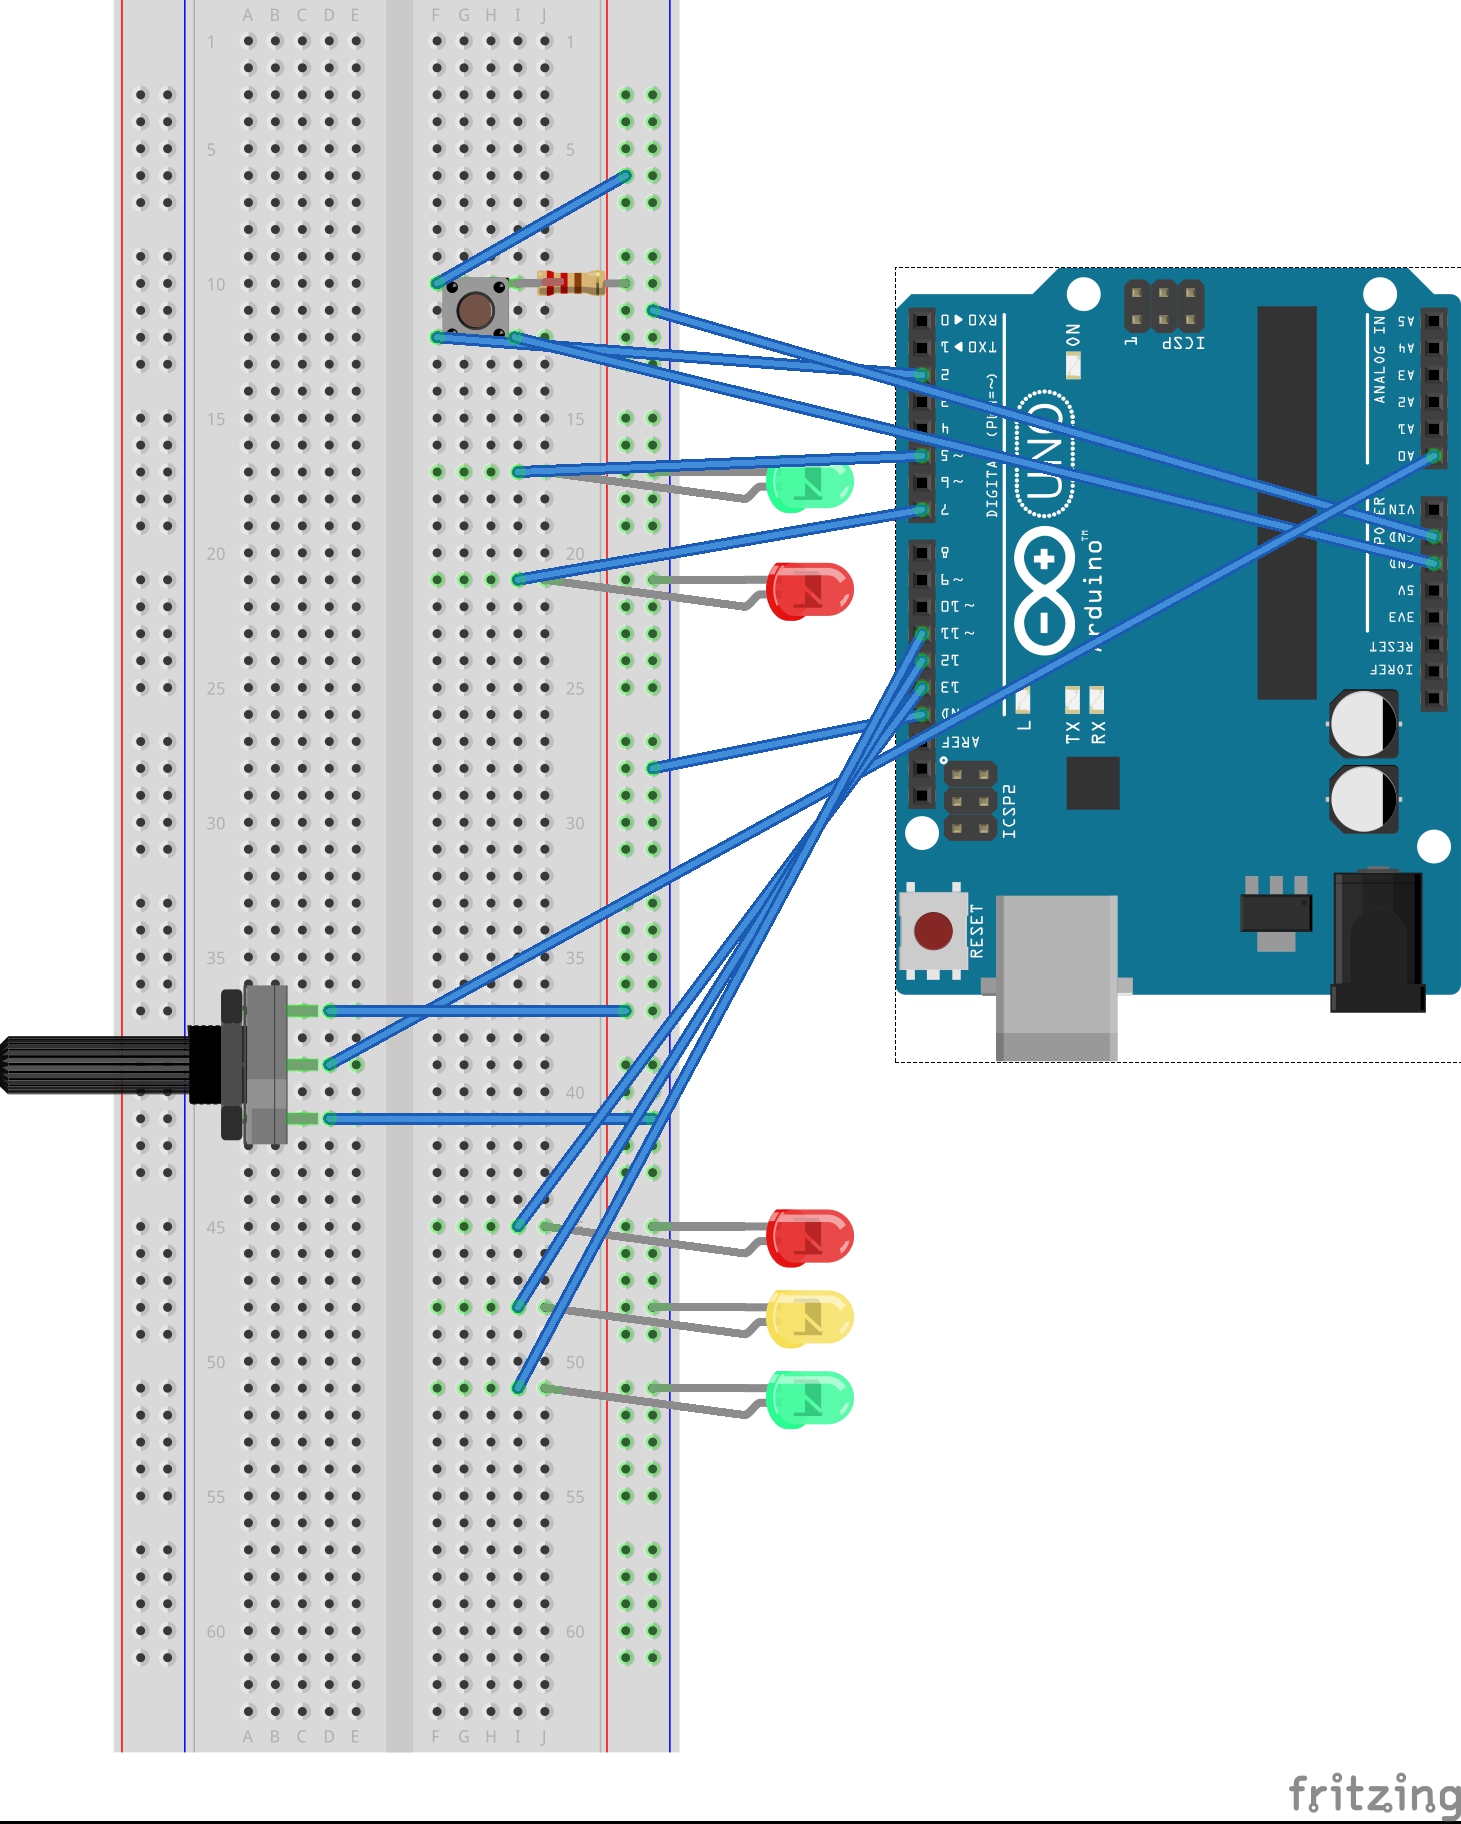 A B C D E F G H I J
1 1
5 5
10 10
15 15
20 20
25 25
30 30
35 35
40
45
50 50
55 55
60 60
A B C D E F G H I J
RX0 ◀ 0
TX0 ▶ 1
2
4
5 ~
6 ~
7
8
9 ~
10 ~
11 ~
12
13
AREF
DIGITAL (PWM=~)
UNO
Arduino™
ON
1 ICSP
ICSP2
L
TX
RX
RESET
ANALOG IN
A5
A4
A3
A2
A1
A0
POWER
VIN
GND
GND
5V
3V3
RESET
IOREF
fritzing